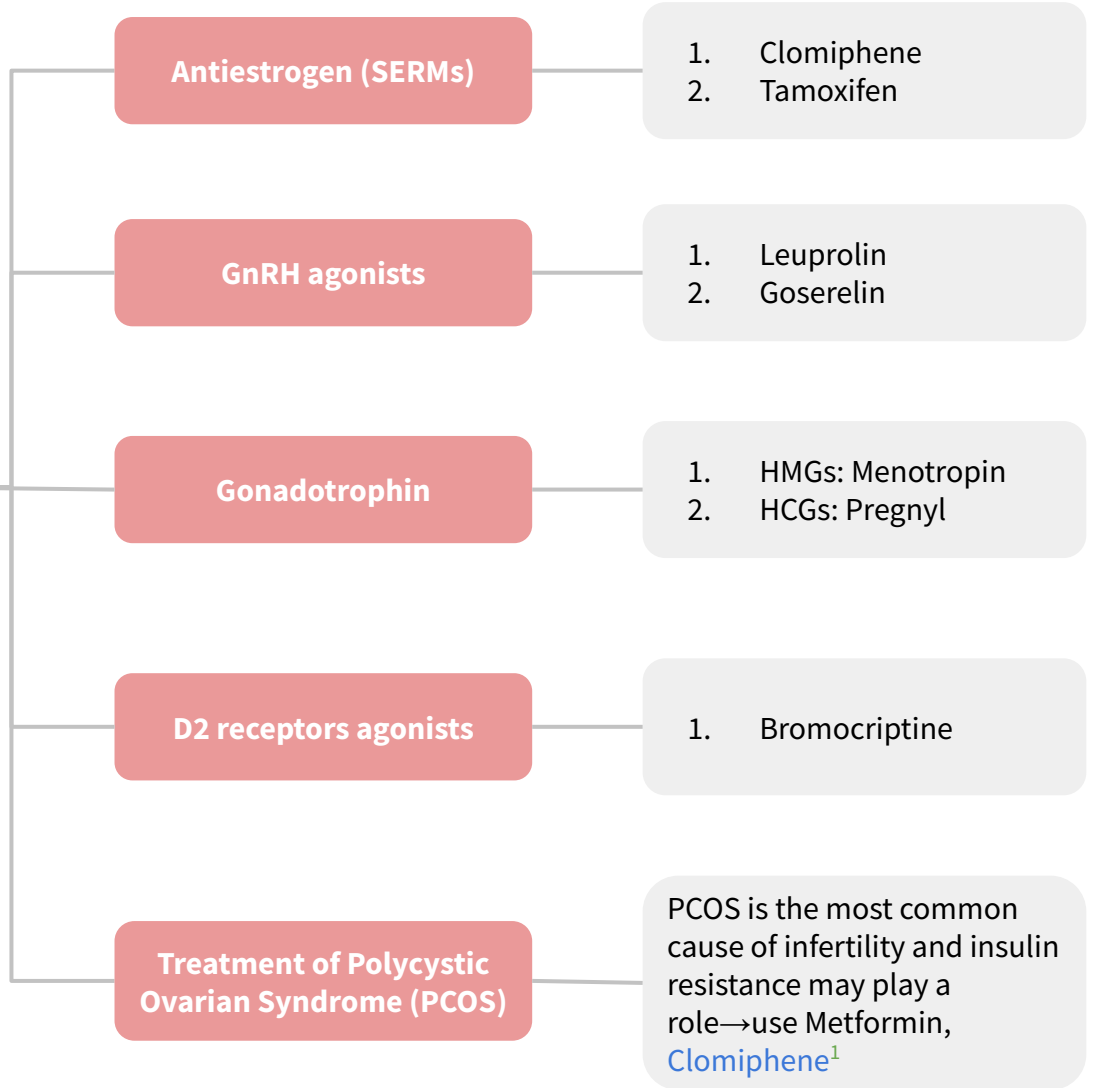 Antiestrogen (SERMs)
1. Clomiphene
2. Tamoxifen
GnRH agonists
1. Leuprolin
2. Goserelin
Gonadotrophin
1. HMGs: Menotropin
2. HCGs: Pregnyl
D2 receptors agonists
1. Bromocriptine
Treatment of Polycystic
Ovarian Syndrome (PCOS)
PCOS is the most common
cause of infertility and insulin
resistance may play a
role→use Metformin,
Clomiphene¹